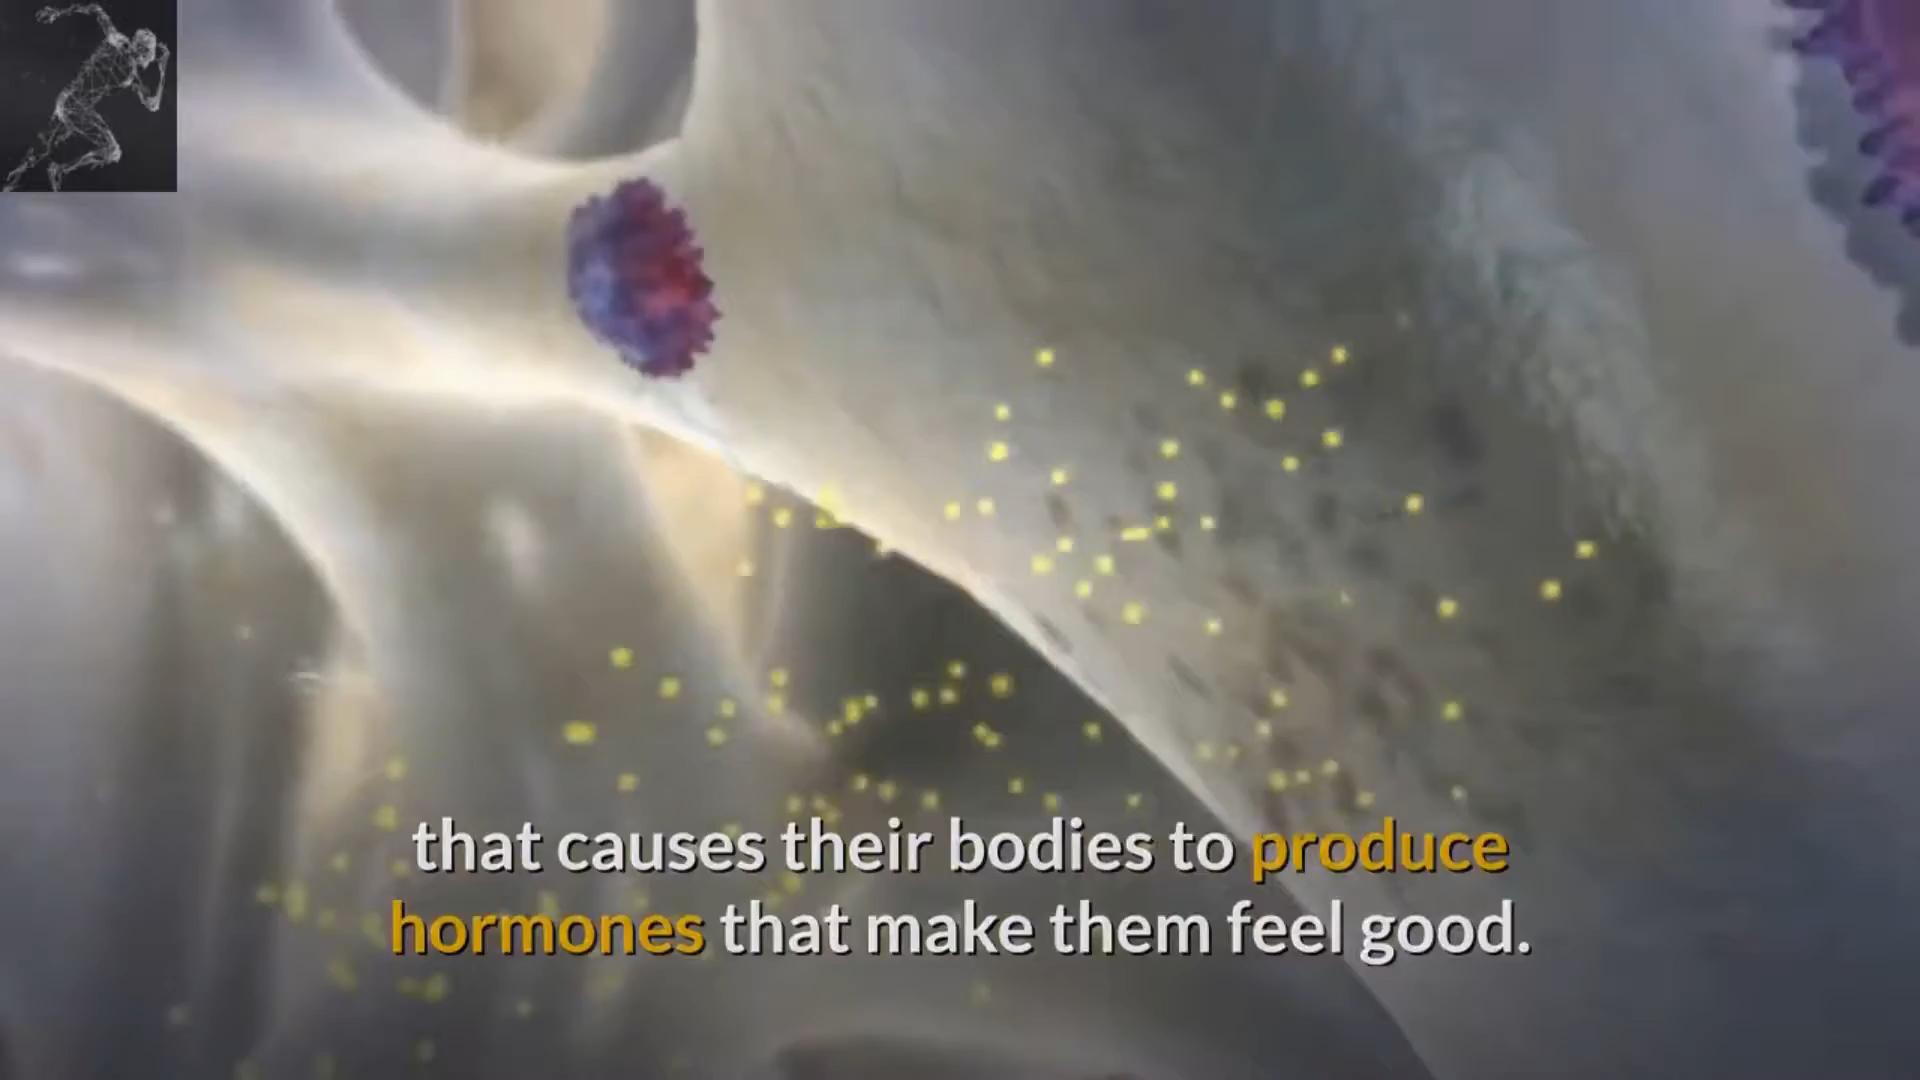 that causes their bodies to produce
hormones that make them feel good.